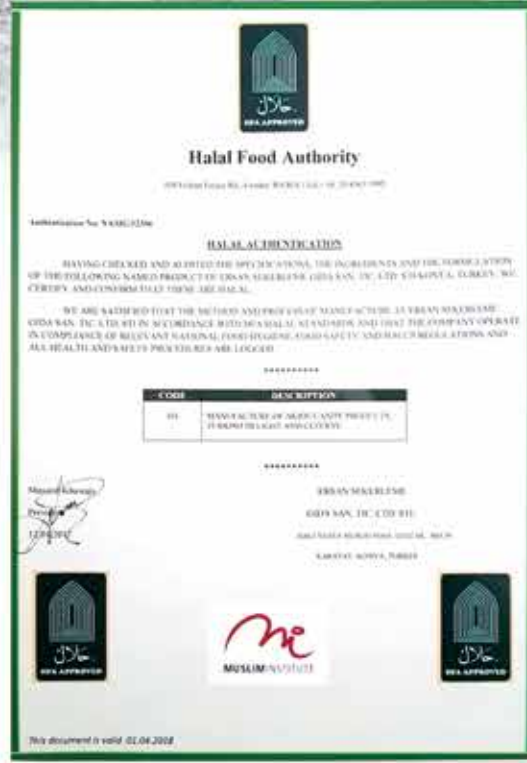 حلال
HFA APPROVED
Halal Food Authority
Authentication No:
HALAL AUTHENTICATION
HAVING CHECKED AND AUDITED THE SPECIFICATIONS, THE INGREDIENTS AND THE FORMULATION
OF THE FOLLOWING NAMED PRODUCT OF ERSAN SEKERLEME GIDA SAN. TIC. LTD. STI KONYA, TURKEY. WE
CERTIFY AND CONFIRM THAT THESE ARE HALAL.
WE ARE SATISFIED THAT THE METHOD AND PROCESS OF MANUFACTURE AT ERSAN SEKERLEME
GIDA SAN. TIC. LTD. STI IN ACCORDANCE WITH HFA HALAL STANDARDS AND THAT THE COMPANY OPERATE
IN COMPLIANCE OF RELEVANT NATIONAL FOOD HYGIENE, FOOD SAFETY AND HACCP REGULATIONS AND
ALL HEALTH AND SAFETY PROCEDURES ARE LOGGED
**********
CODE DESCRIPTION
MANUFACTURE OF CANDY
TURKISH DELIGHT AND
**********
ERSAN SEKERLEME
GIDA SAN. TIC. LTD. STI.
KARATAY, KONYA, TURKEY
حلال
HFA APPROVED
MUSLIM INSTITUTE
حلال
HFA APPROVED
This document is valid 01.04.2018